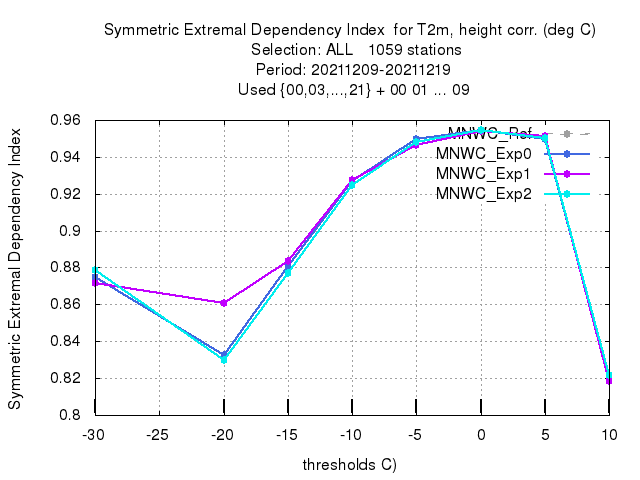 Symmetric Extremal Dependency Index  for T2m, height corr. (deg C)
Selection: ALL   1059 stations
Period: 20211209-20211219
Used {00,03,...,21} + 00 01 ... 09
Symmetric Extremal Dependency Index
0.96
0.94
0.92
0.9
0.88
0.86
0.84
0.82
0.8
MNWC_Ref
MNWC_Exp0
MNWC_Exp1
MNWC_Exp2
-30 -25 -20 -15 -10 -5 0 5 10
thresholds C)